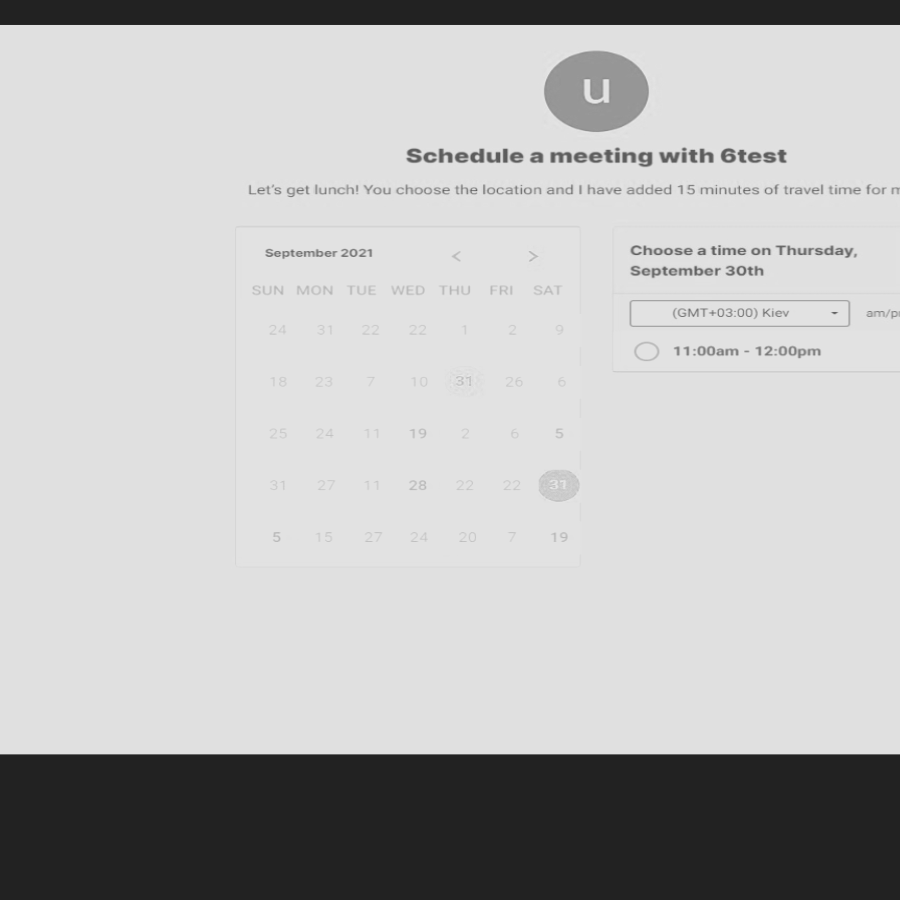 u
Schedule a meeting with 6test
Let's get lunch! You choose the location and I have added 15 minutes of travel time for
September 2021 < >
SUN MON TUE WED THU FRI SAT
24 31 22 22 1 2 9
18 23 7 10 31 26 6
25 24 11 19 2 6 5
31 27 11 28 22 22 31
5 15 27 24 20 7 19
Choose a time on Thursday,
September 30th
(GMT+03:00) Kiev am/p
11:00am - 12:00pm